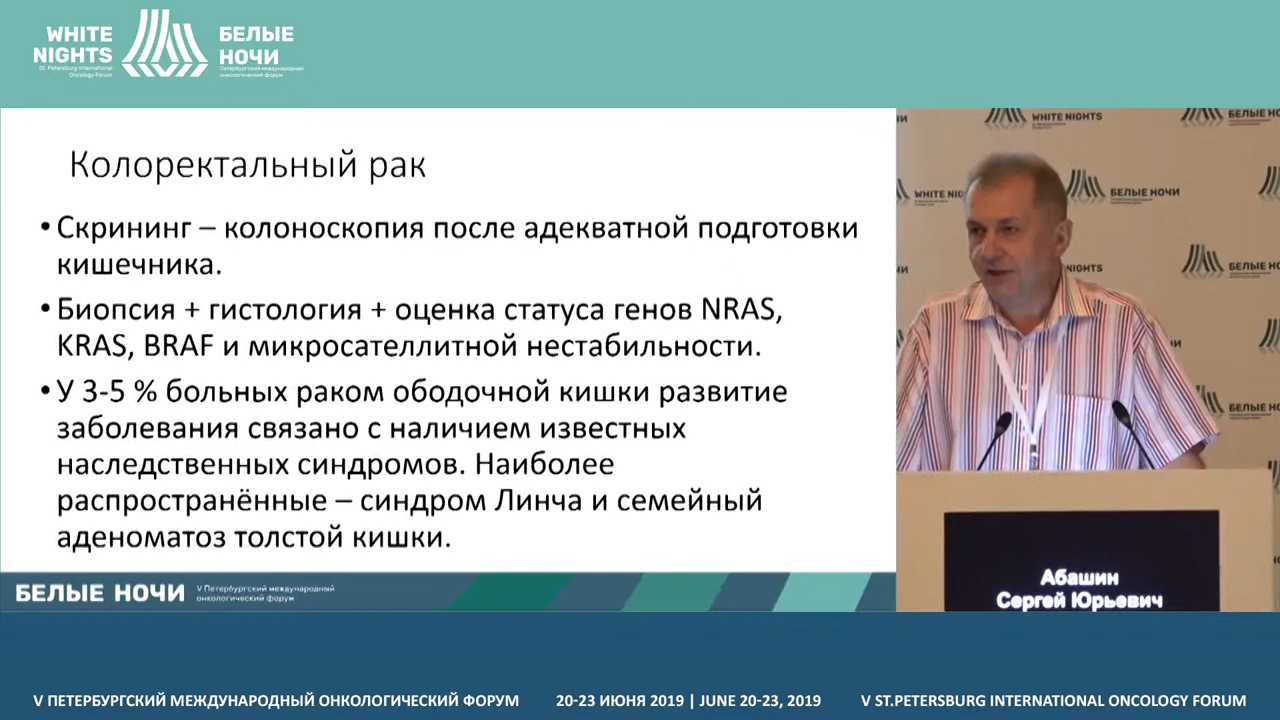 WHITE
NIGHTS
St. Petersburg International
Oncology Forum
БЕЛЫЕ
НОЧИ
Петербургский международный
онкологический форум
Колоректальный рак
• Скрининг – колоноскопия после адекватной подготовки
кишечника.
• Биопсия + гистология + оценка статуса генов NRAS,
KRAS, BRAF и микросателлитной нестабильности.
• У 3-5 % больных раком ободочной кишки развитие
заболевания связано с наличием известных
наследственных синдромов. Наиболее
распространённые – синдром Линча и семейный
аденоматоз толстой кишки.
БЕЛЫЕ НОЧИ
V Петербургский международный
онкологический форум
WHITE NIGHTS
БЕЛЫЕ НОЧИ
Абашин
Сергей Юрьевич
V ПЕТЕРБУРГСКИЙ МЕЖДУНАРОДНЫЙ ОНКОЛОГИЧЕСКИЙ ФОРУМ
20-23 ИЮНЯ 2019 | JUNE 20-23, 2019
V ST.PETERSBURG INTERNATIONAL ONCOLOGY FORUM